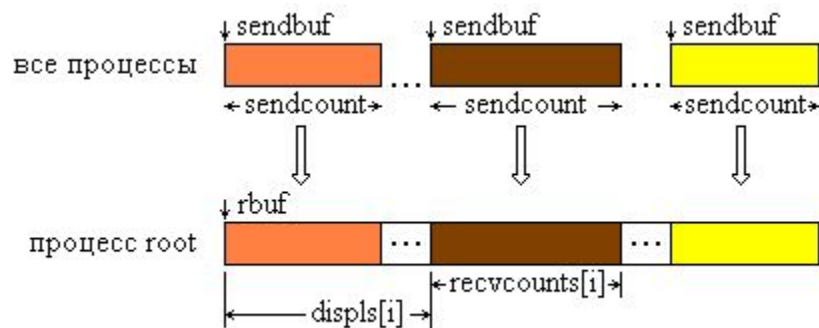 sendbuf sendbuf sendbuf
все процессы ... ...
sendcount sendcount sendcount
rbuf
процесс root ... ...
recvcounts[i]
displs[i]